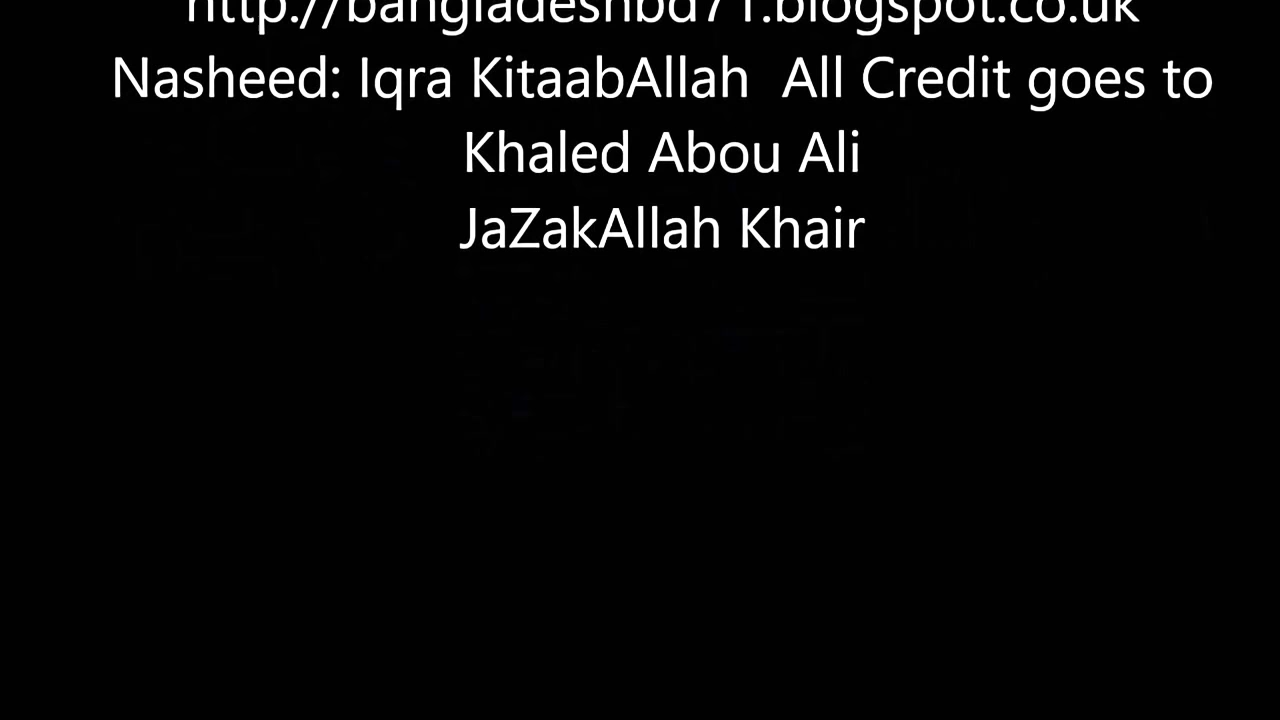 http://bangladeshbd71.blogspot.co.uk
Nasheed: Iqra KitaabAllah  All Credit goes to
Khaled Abou Ali
JaZakAllah Khair